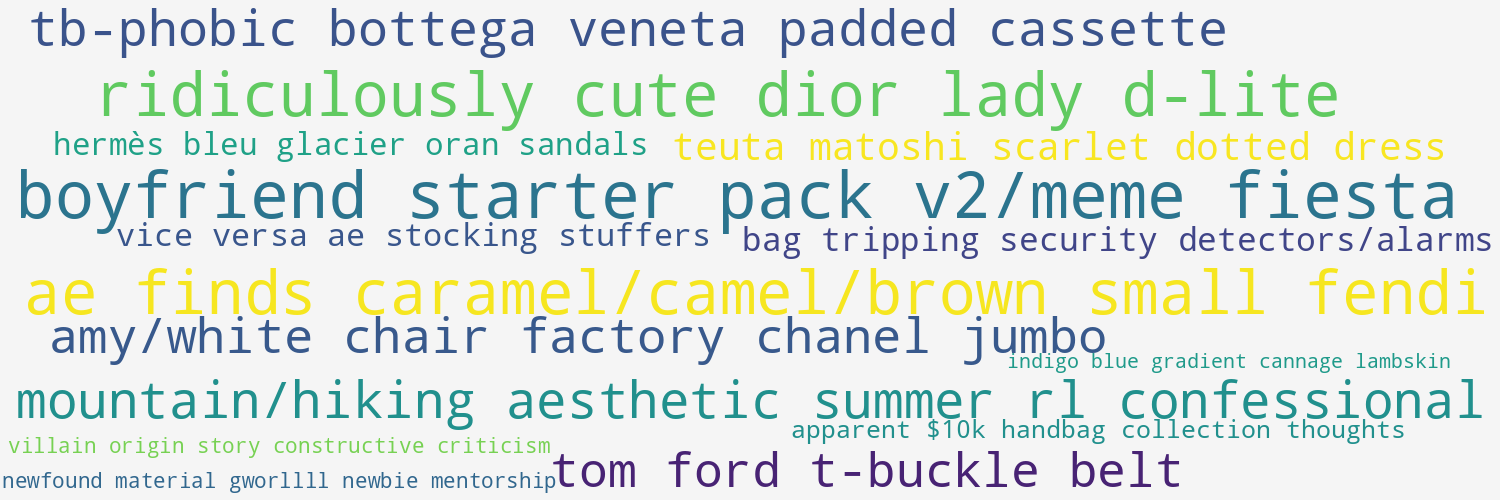 tb-phobic bottega veneta padded cassette
ridiculously cute dior lady d-lite
hermès bleu glacier oran sandals
teuta matoshi scarlet dotted dress
boyfriend starter pack v2/meme fiesta
vice versa ae stocking stuffers
bag tripping security detectors/alarms
ae finds caramel/camel/brown small fendi
amy/white chair factory chanel jumbo
indigo blue gradient cannage lambskin
mountain/hiking aesthetic summer rl confessional
apparent $10k handbag collection thoughts
villain origin story constructive criticism
tom ford t-buckle belt
newfound material gworllll newbie mentorship